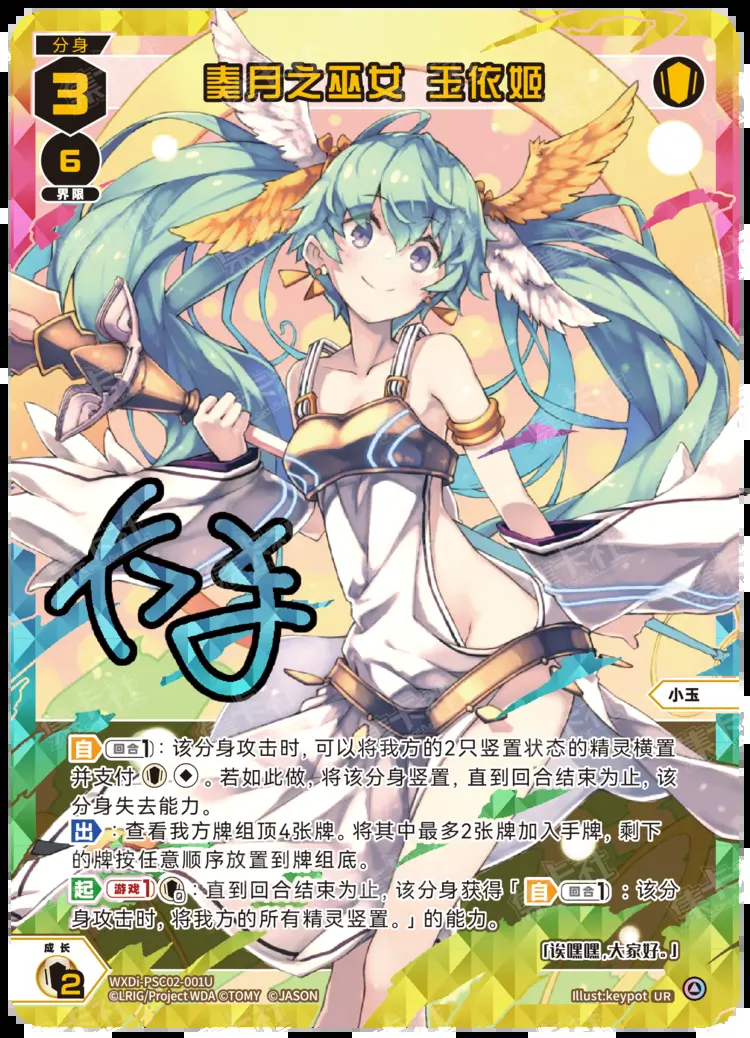 分身
3
奏月之巫女 玉依姬
6
界限
小玉
自 回合1：该分身攻击时, 可以将我方的2只竖置状态的精灵横置
并支付 。若如此做, 将该分身竖置, 直到回合结束为止, 该
分身失去能力。
出：查看我方牌组顶4张牌。将其中最多2张牌加入手牌, 剩下
的牌按任意顺序放置到牌组底。
起 游戏1 0：直到回合结束为止, 该分身获得「自 回合1：该分
身攻击时, 将我方的所有精灵竖置。」的能力。
「诶嘿嘿,大家好。」
成长
2
WXDi-PSC02-001U
©LRIG/Project WDA ©TOMY ©JASON
Illust:keypot UR